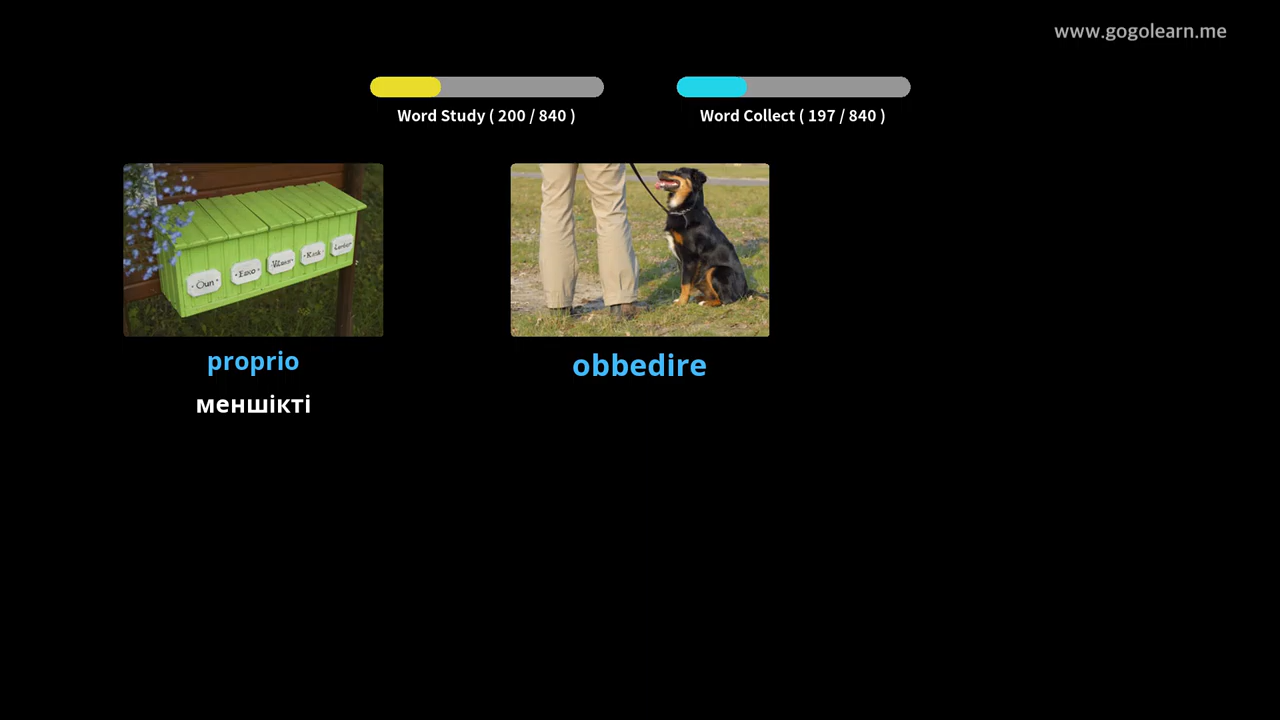 www.gogolearn.me
Word Study ( 200 / 840 )
Word Collect ( 197 / 840 )
proprio
меншікті
obbedire